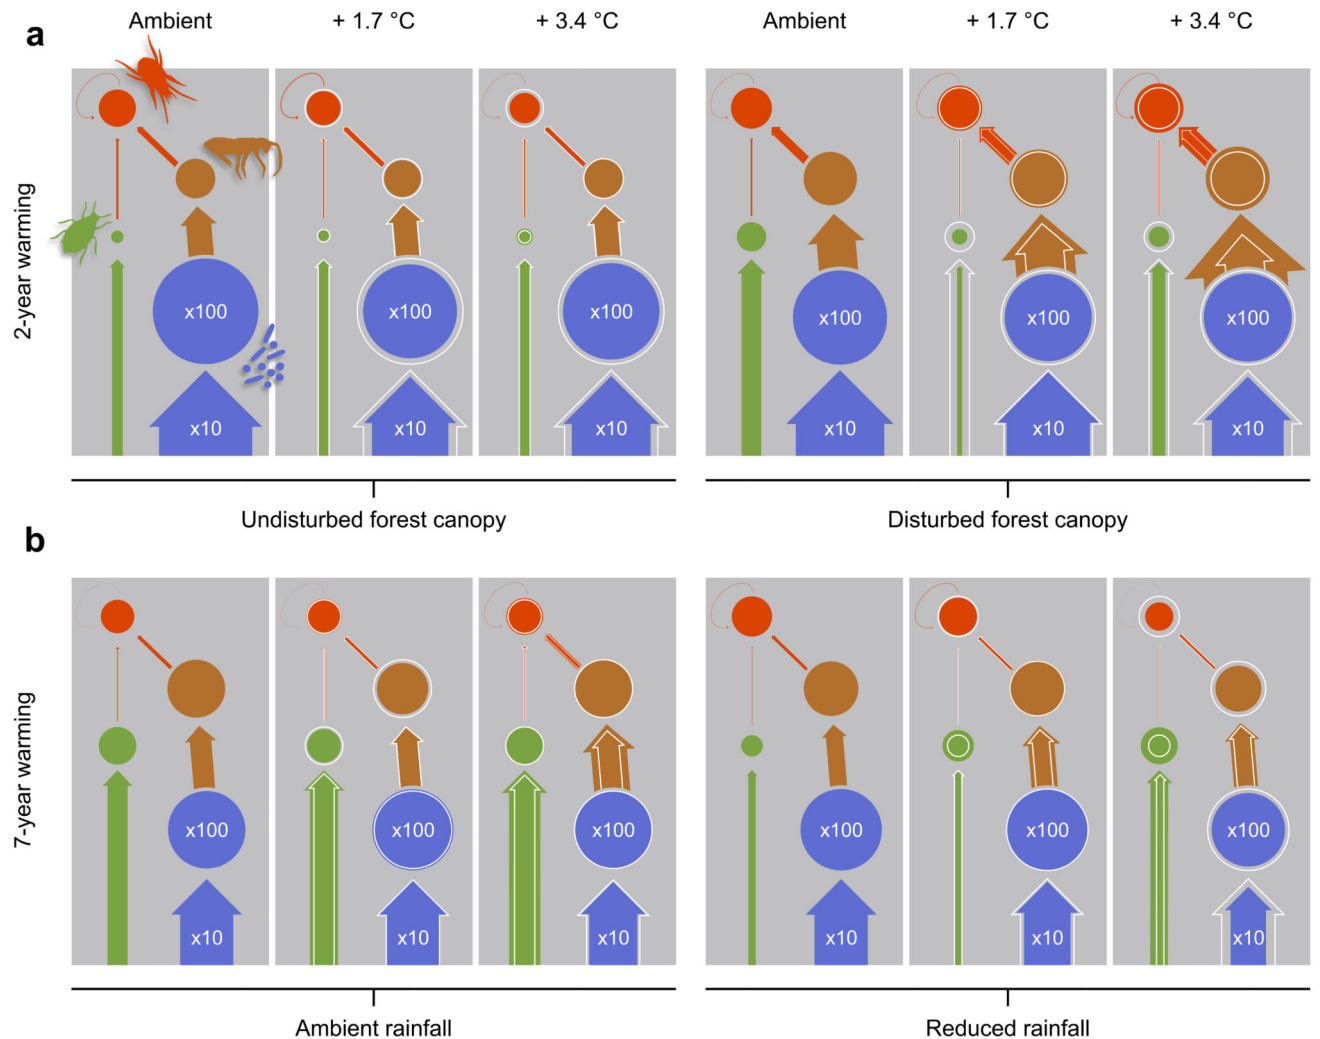 a
Ambient + 1.7 °C + 3.4 °C Ambient + 1.7 °C + 3.4 °C
2-year warming
x100 x100 x100 x100 x100 x100
x10 x10 x10 x10 x10 x10
Undisturbed forest canopy Disturbed forest canopy
b
7-year warming
x100 x100 x100 x100 x100 x100
x10 x10 x10 x10 x10 x10
Ambient rainfall Reduced rainfall